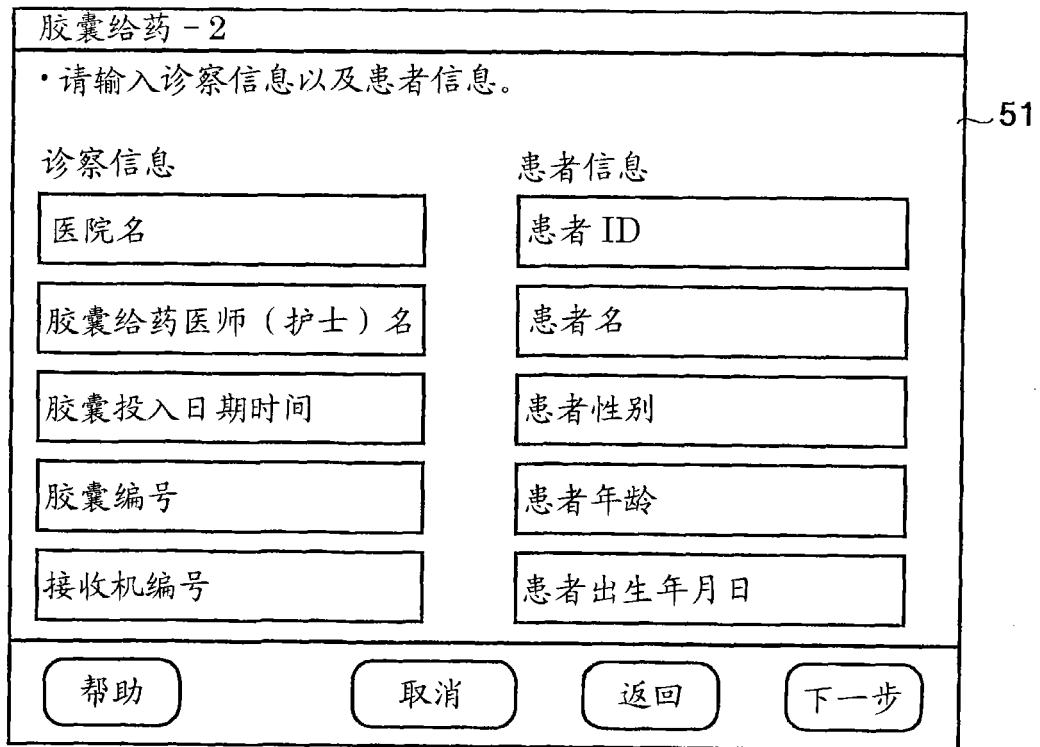 胶囊给药－2
·请输入诊察信息以及患者信息。
51
诊察信息
医院名
胶囊给药医师（护士）名
胶囊投入日期时间
胶囊编号
接收机编号
患者信息
患者 ID
患者名
患者性别
患者年龄
患者出生年月日
帮助 取消 返回 下一步